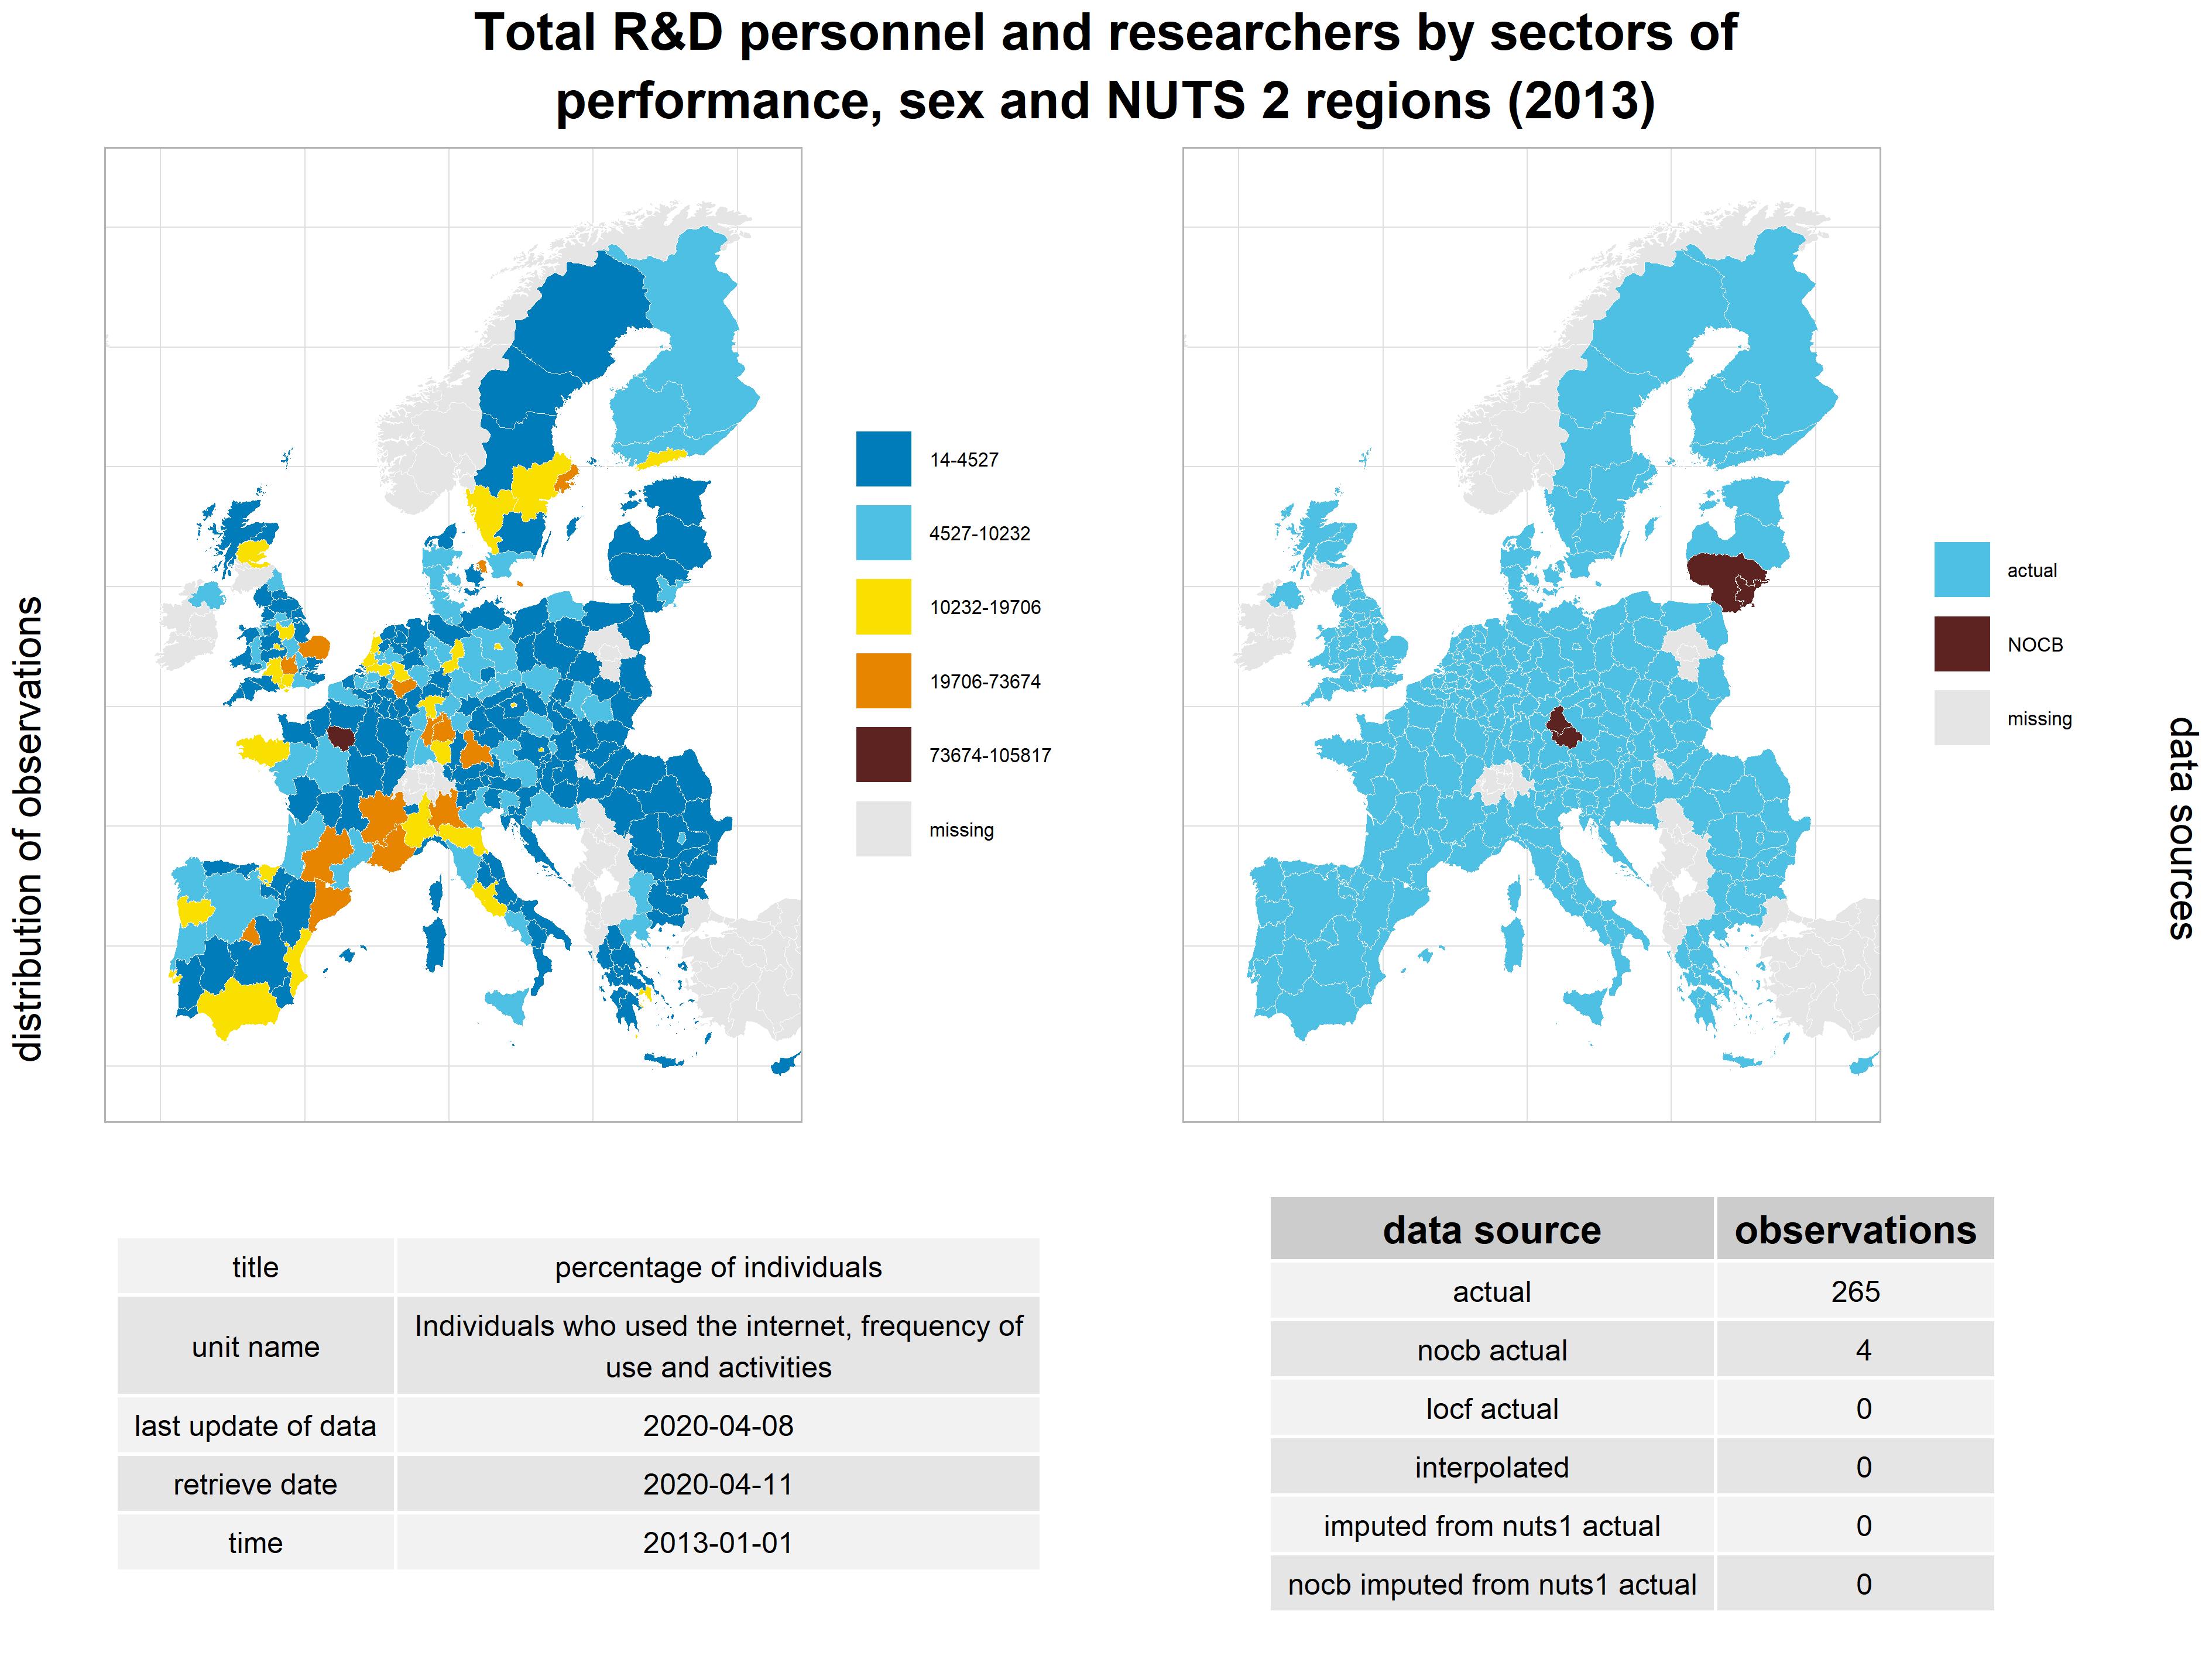 Total R&D personnel and researchers by sectors of
performance, sex and NUTS 2 regions (2013)
distribution of observations
14-4527
4527-10232
10232-19706
19706-73674
73674-105817
missing
actual
NOCB
missing
data sources
title percentage of individuals
unit name Individuals who used the internet, frequency of
use and activities
last update of data 2020-04-08
retrieve date 2020-04-11
time 2013-01-01
data source observations
actual 265
nocb actual 4
locf actual 0
interpolated 0
imputed from nuts1 actual 0
nocb imputed from nuts1 actual 0